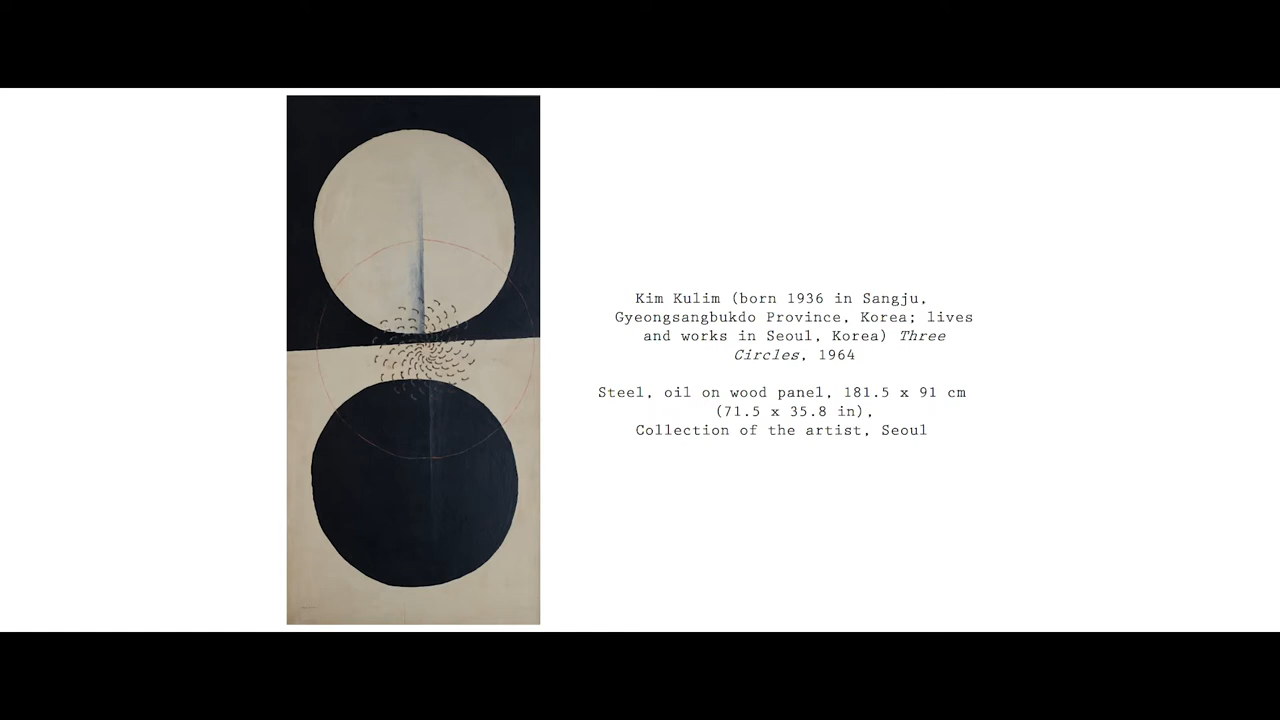 Kim Kulim (born 1936 in Sangju,
Gyeongsangbukdo Province, Korea; lives
and works in Seoul, Korea) Three
Circles, 1964
Steel, oil on wood panel, 181.5 x 91 cm
(71.5 x 35.8 in),
Collection of the artist, Seoul